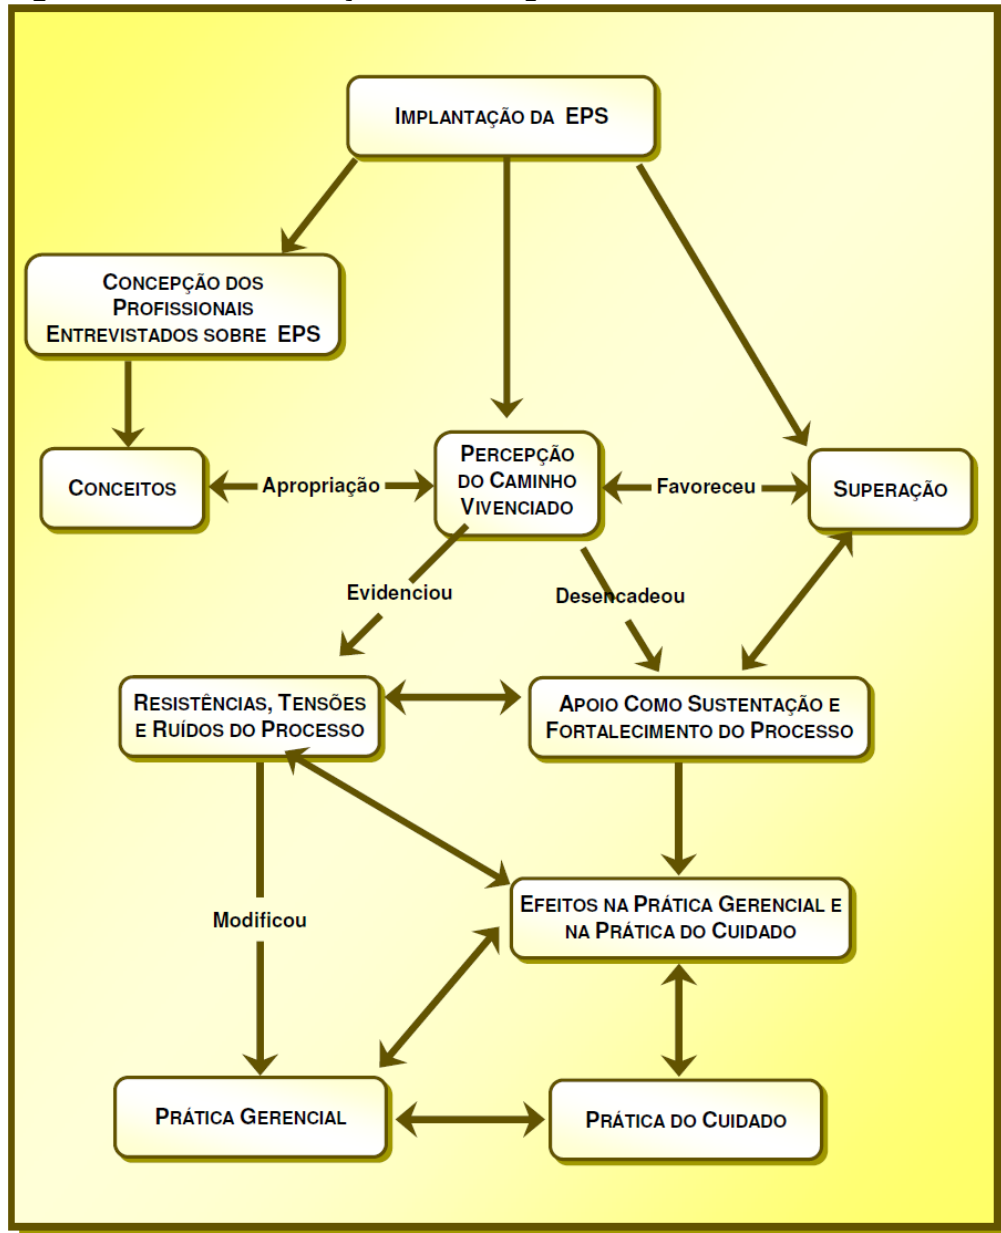 IMPLANTAÇÃO DA EPS
CONCEPÇÃO DOS
PROFISSIONAIS
ENTREVISTADOS SOBRE EPS
CONCEITOS
Apropriação
PERCEPÇÃO
DO CAMINHO
VIVENCIADO
Favoreceu
SUPERAÇÃO
Evidenciou
Desencadeou
RESISTÊNCIAS, TENSÕES
E RUÍDOS DO PROCESSO
APOIO COMO SUSTENTAÇÃO E
FORTALECIMENTO DO PROCESSO
EFEITOS NA PRÁTICA GERENCIAL E
NA PRÁTICA DO CUIDADO
Modificou
PRÁTICA GERENCIAL
PRÁTICA DO CUIDADO